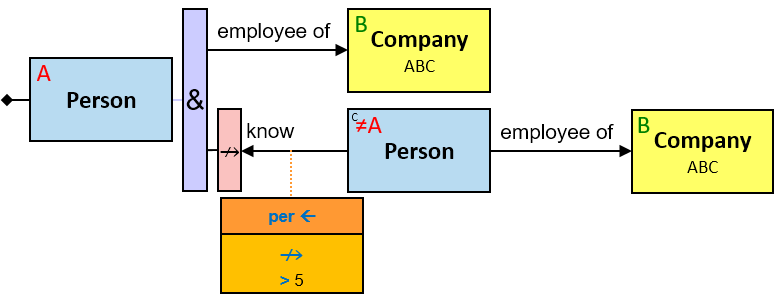 A
Person
&
employee of
B
Company
ABC
↛
know
c
≠A
Person
employee of
B
Company
ABC
per ←
↛
> 5